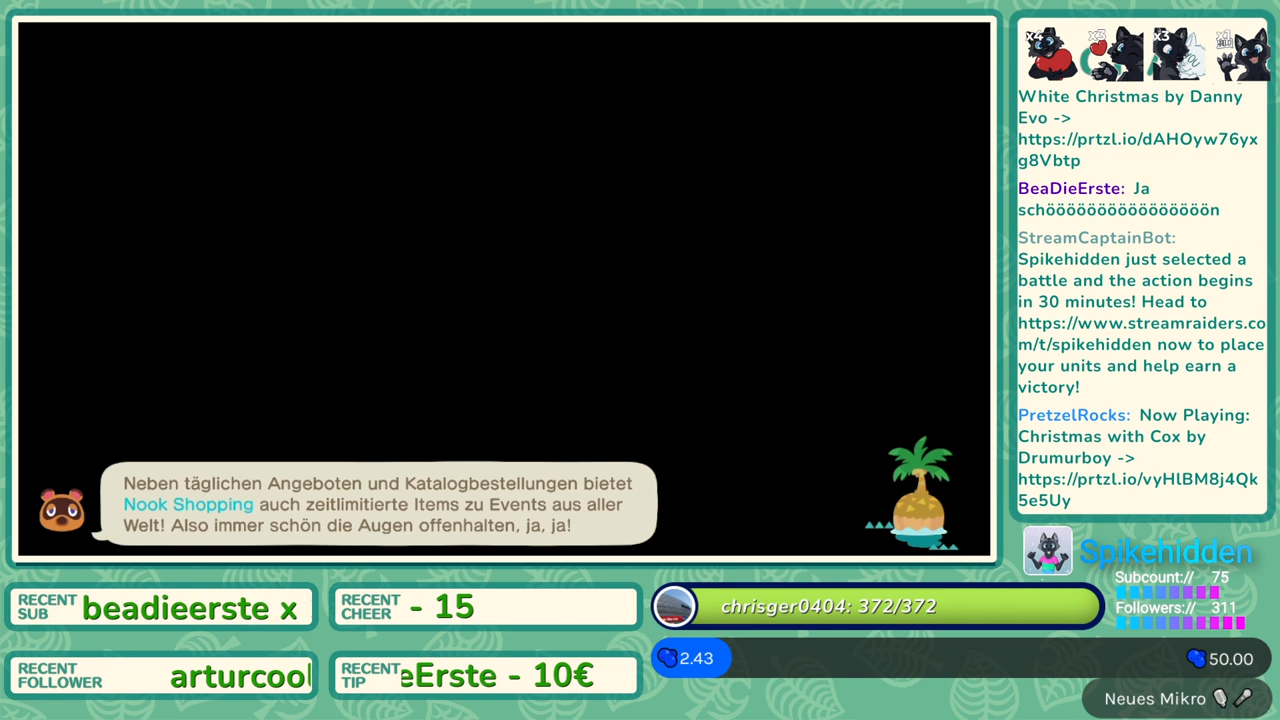 Neben täglichen Angeboten und Katalogbestellungen bietet
Nook Shopping auch zeitlimitierte Items zu Events aus aller
Welt! Also immer schön die Augen offenhalten, ja, ja!
x4 x3 x3 x1
White Christmas by Danny
Evo ->
https://prtzl.io/dAHOyw76yx
g8Vbtp
BeaDieErste: Ja
schööööööööööööööön
StreamCaptainBot:
Spikehidden just selected a
battle and the action begins
in 30 minutes! Head to
https://www.streamraiders.co
m/t/spikehidden now to place
your units and help earn a
victory!
PretzelRocks: Now Playing:
Christmas with Cox by
Drumurboy ->
https://prtzl.io/vyHlBM8j4Qk
5e5Uy
Spikehidden
Subcount:// 75
Followers:// 311
RECENT
SUB
beadieerste x
RECENT
CHEER
- 15
chrisger0404: 372/372
RECENT
FOLLOWER
arturcool
RECENT
TIP
eErste - 10€
2.43
50.00
Neues Mikro